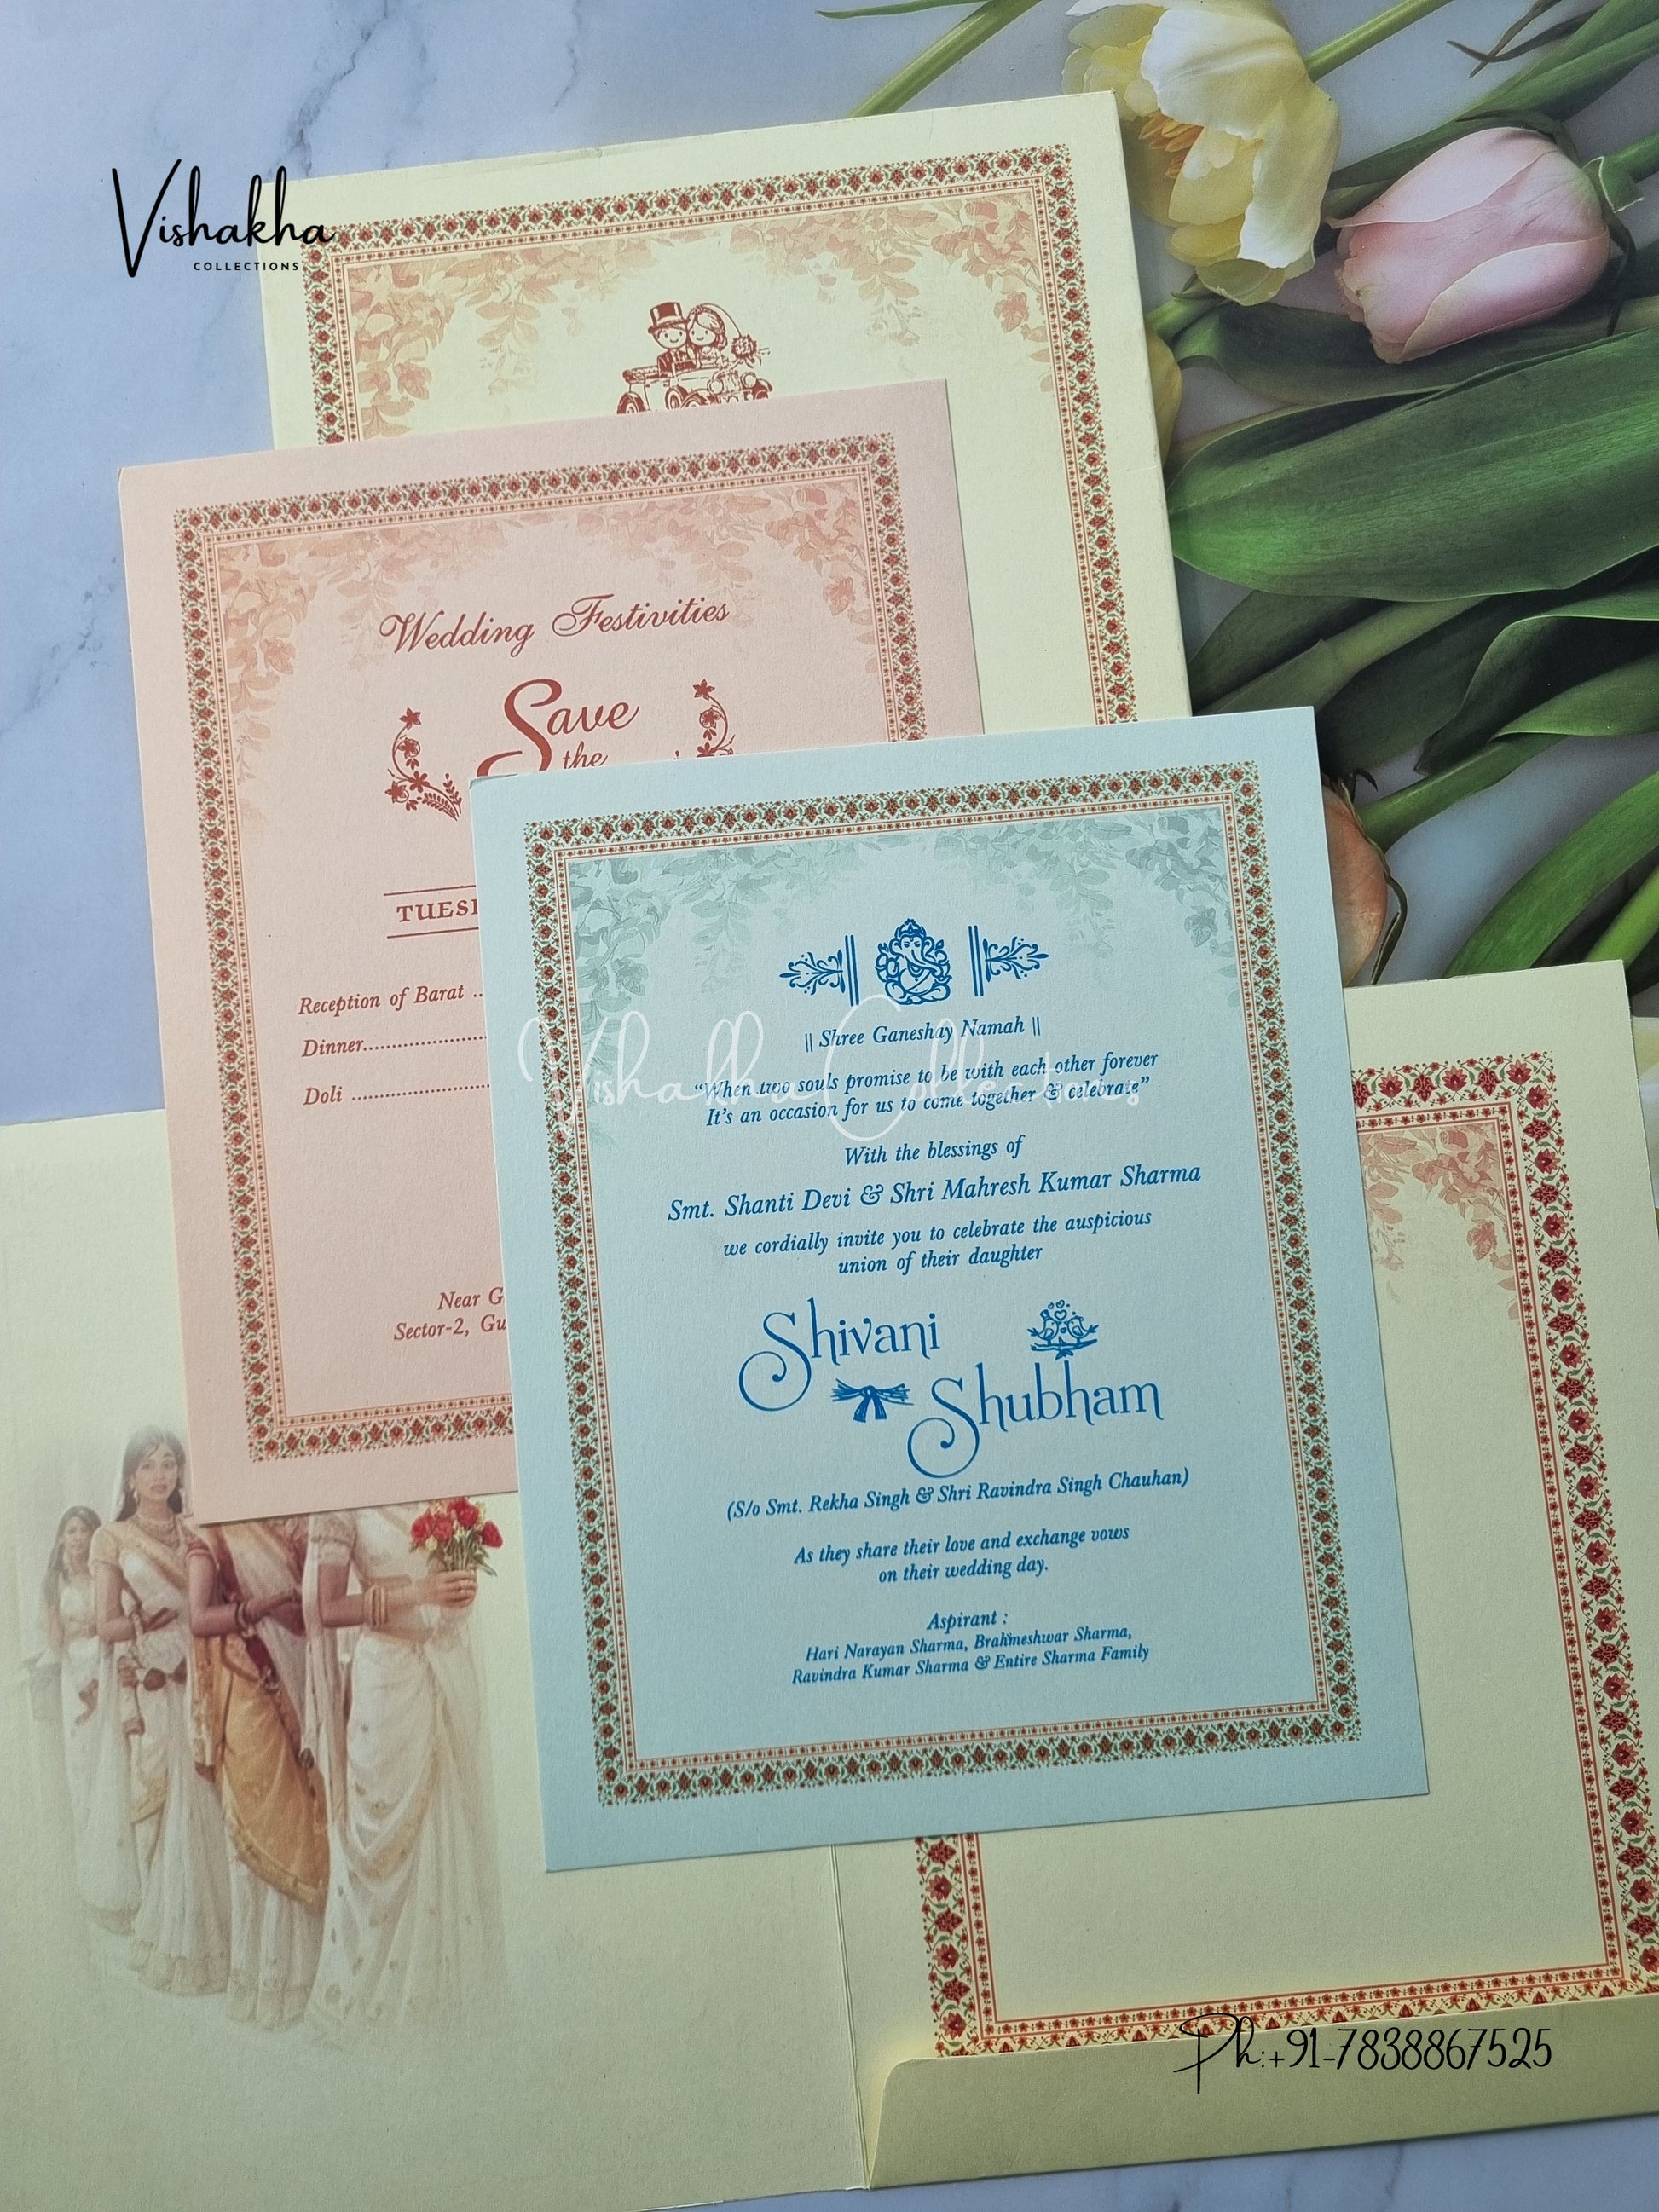 Vishakha
COLLECTIONS
Wedding Festivities
Save
the
Reception of Barat ..
Dinner......................
Doli ........................
Near
Sector-2,
|| Shree Ganeshay Namah ||
“When two souls promise to be with each other forever
It's an occasion for us to come together & celebrate”
With the blessings of
Smt. Shanti Devi & Shri Mahresh Kumar Sharma
we cordially invite you to celebrate the auspicious
union of their daughter
Shivani
Shubham
(S/o Smt. Rekha Singh & Shri Ravindra Singh Chauhan)
As they share their love and exchange vows
on their wedding day.
Aspirant :
Hari Narayan Sharma, Brahmeshwar Sharma,
Ravindra Kumar Sharma & Entire Sharma Family
Vishakha Collections
Ph:+91-7838867525